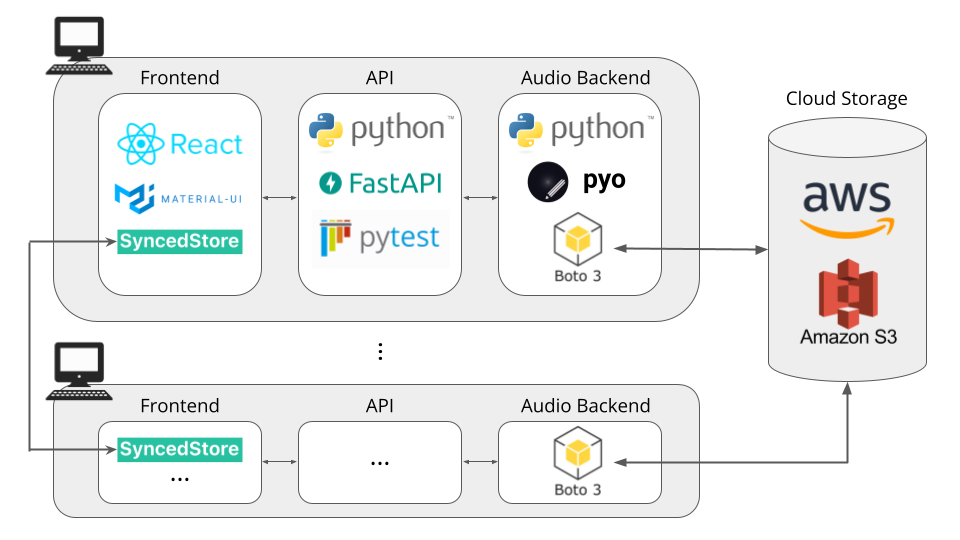 Frontend
API
Audio Backend
Cloud Storage
React
MATERIAL-UI
SyncedStore
python™
FastAPI
pytest
python™
pyo
Boto 3
aws
Amazon S3
⋮
Frontend
API
Audio Backend
SyncedStore
...
...
Boto 3